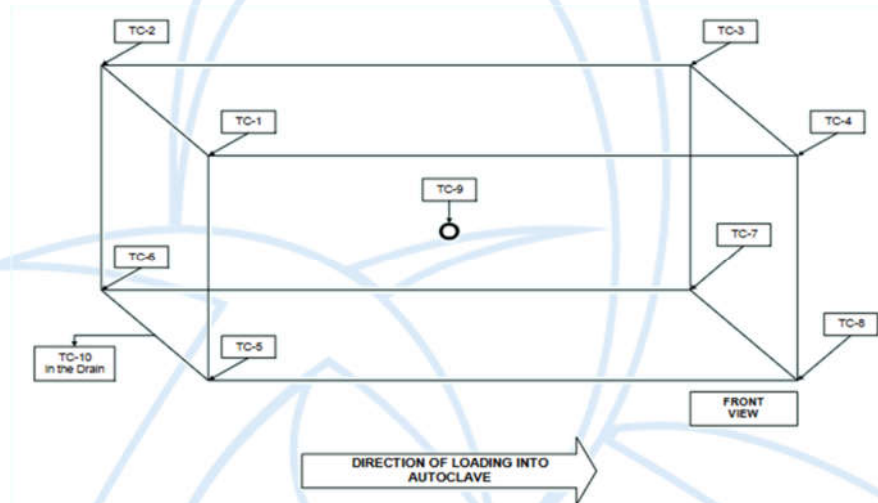 TC-2
TC-3
TC-1
TC-4
TC-9
TC-7
TC-6
TC-8
TC-5
TC-10
In the Drain
FRONT
VIEW
DIRECTION OF LOADING INTO
AUTOCLAVE